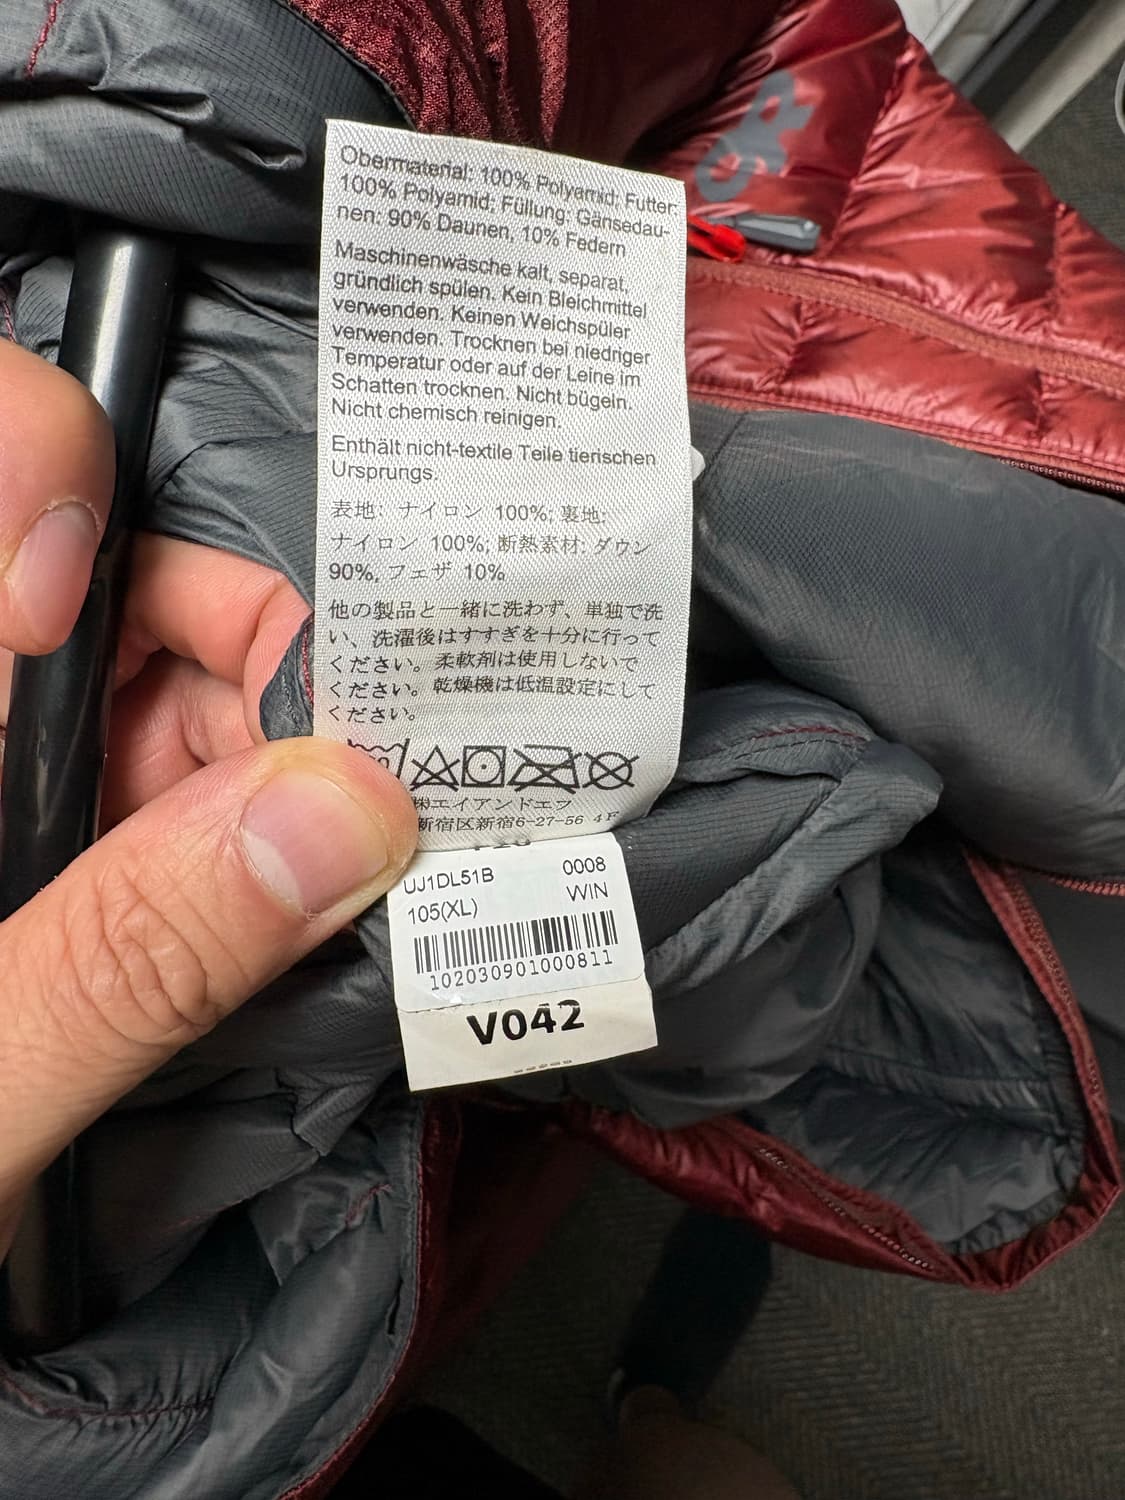 Obermaterial: 100% Polyamid; Futter:
100% Polyamid; Füllung: Gänsedau-
nen: 90% Daunen, 10% Federn
Maschinenwäsche kalt, separat,
gründlich spülen. Kein Bleichmittel
verwenden. Keinen Weichspüler
verwenden. Trocknen bei niedriger
Temperatur oder auf der Leine im
Schatten trocknen. Nicht bügeln.
Nicht chemisch reinigen.
Enthält nicht-textile Teile tierischen
Ursprungs.
表地: ナイロン 100%; 裏地:
ナイロン 100%; 断熱素材: ダウン
90%, フェザ 10%
他の製品と一緒に洗わず、単独で洗
い、洗濯後はすすぎを十分に行って
ください。柔軟剤は使用しないで
ください。乾燥機は低温設定にして
ください。
㈱エイアンドエフ
新宿区新宿6-27-56 4F
UJ1DL51B 0008
105(XL) WIN
102030901000811
V042